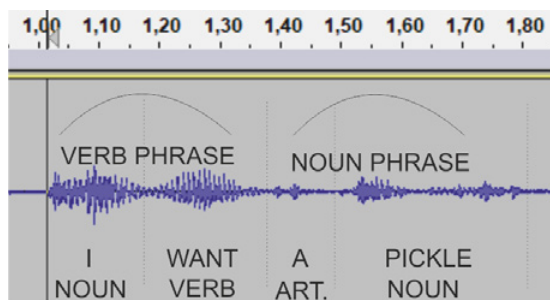 1,00 1,10 1,20 1,30 1,40 1,50 1,60 1,70 1,80
VERB PHRASE NOUN PHRASE
I WANT A PICKLE
NOUN VERB ART. NOUN